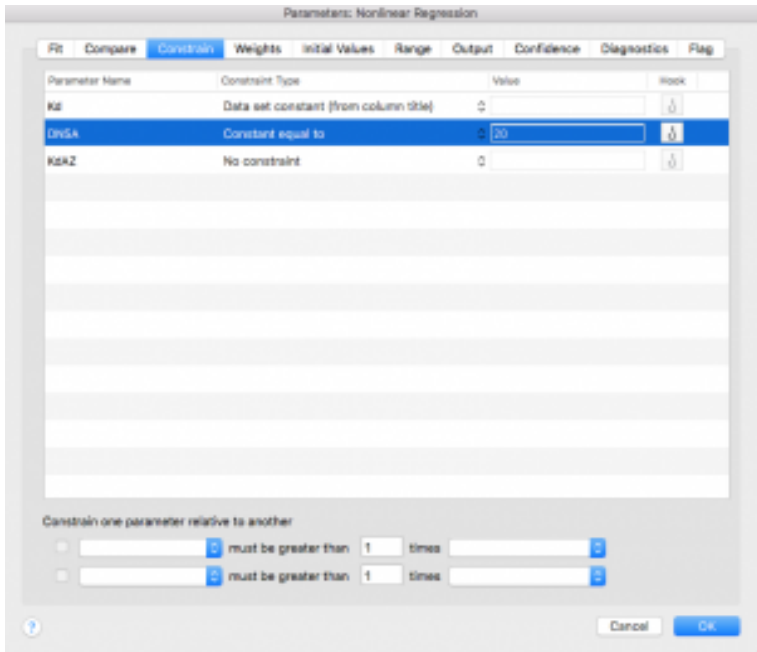 Parameters: Nonlinear Regression
Fit Compare Constrain Weights Initial Values Range Output Confidence Diagnostics Flag
Parameter Name Constraint Type Value Hook
Kd Data set constant (from column title)
DNSA Constant equal to 20
KdAZ No constraint
Constrain one parameter relative to another
must be greater than 1 times
must be greater than 1 times
? Cancel OK